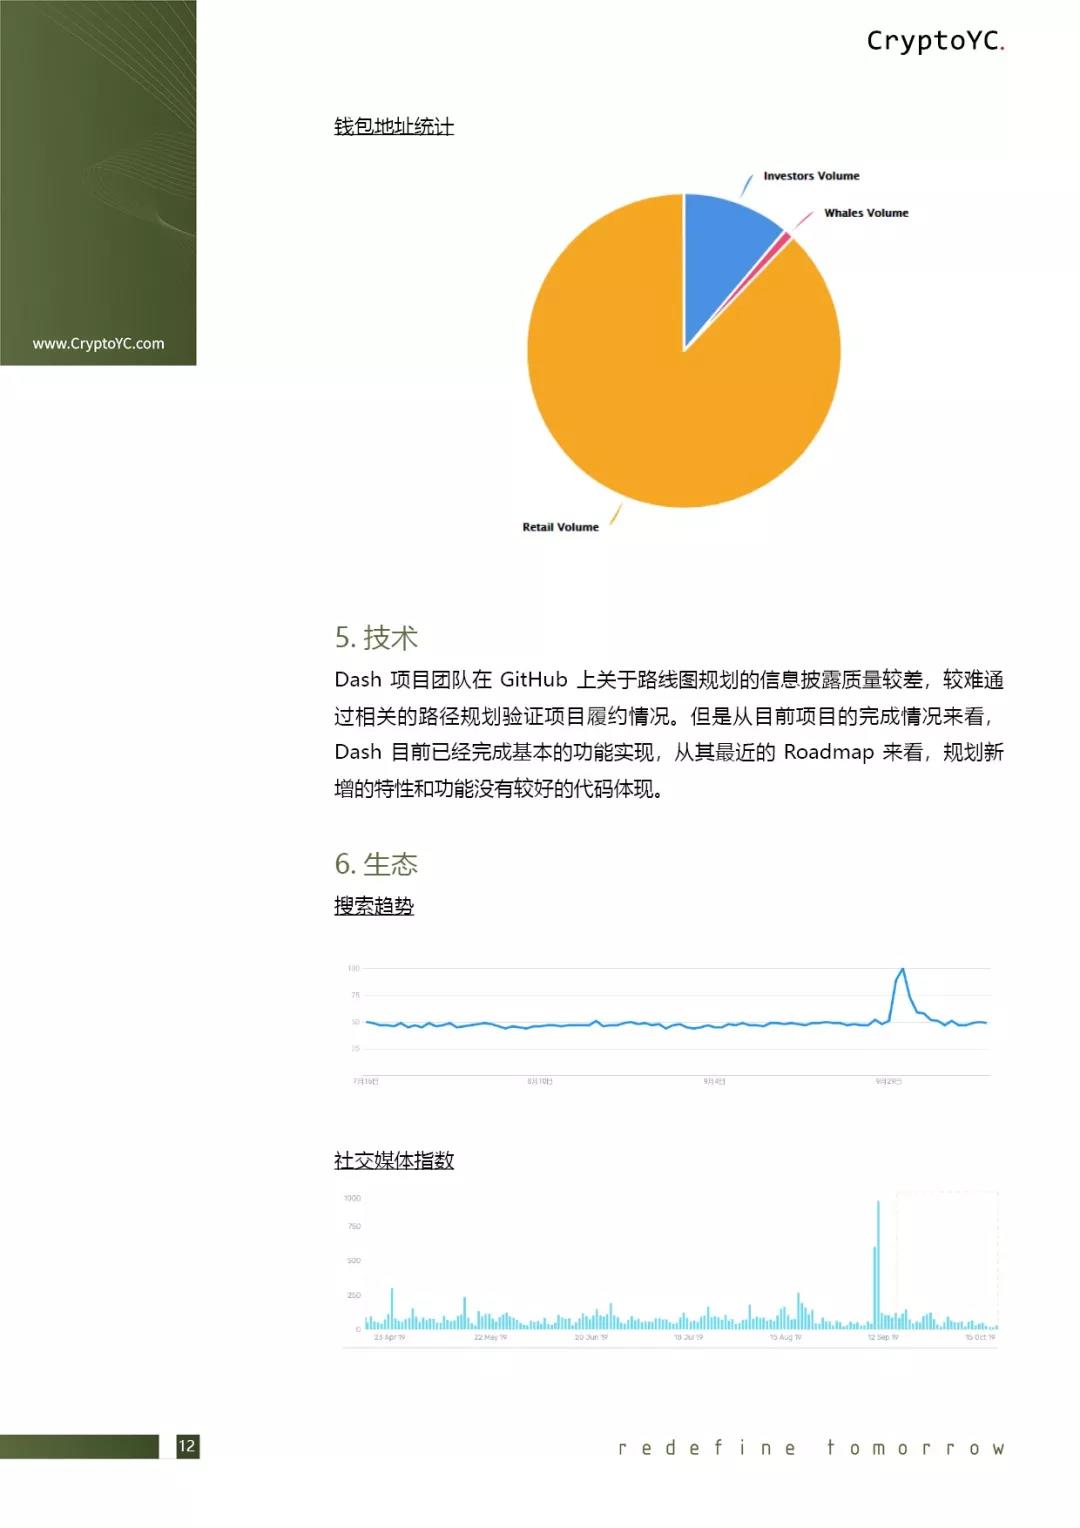 CryptoYC.
www.CryptoYC.com
钱包地址统计
Investors Volume
Whales Volume
Retail Volume
5. 技术
Dash 项目团队在 GitHub 上关于路线图规划的信息披露质量较差，较难通
过相关的路径规划验证项目履约情况。但是从目前项目的完成情况来看，
Dash 目前已经完成基本的功能实现，从其最近的 Roadmap 来看，规划新
增的特性和功能没有较好的代码体现。
6. 生态
搜索趋势
100
75
50
25
7月16日 8月10日 9月4日 9月29日
社交媒体指数
1000
750
500
250
0
23 Apr 19 22 May 19 20 Jun 19 18 Jul 19 15 Aug 19 12 Sep 19 15 Oct 19
12
redefine tomorrow